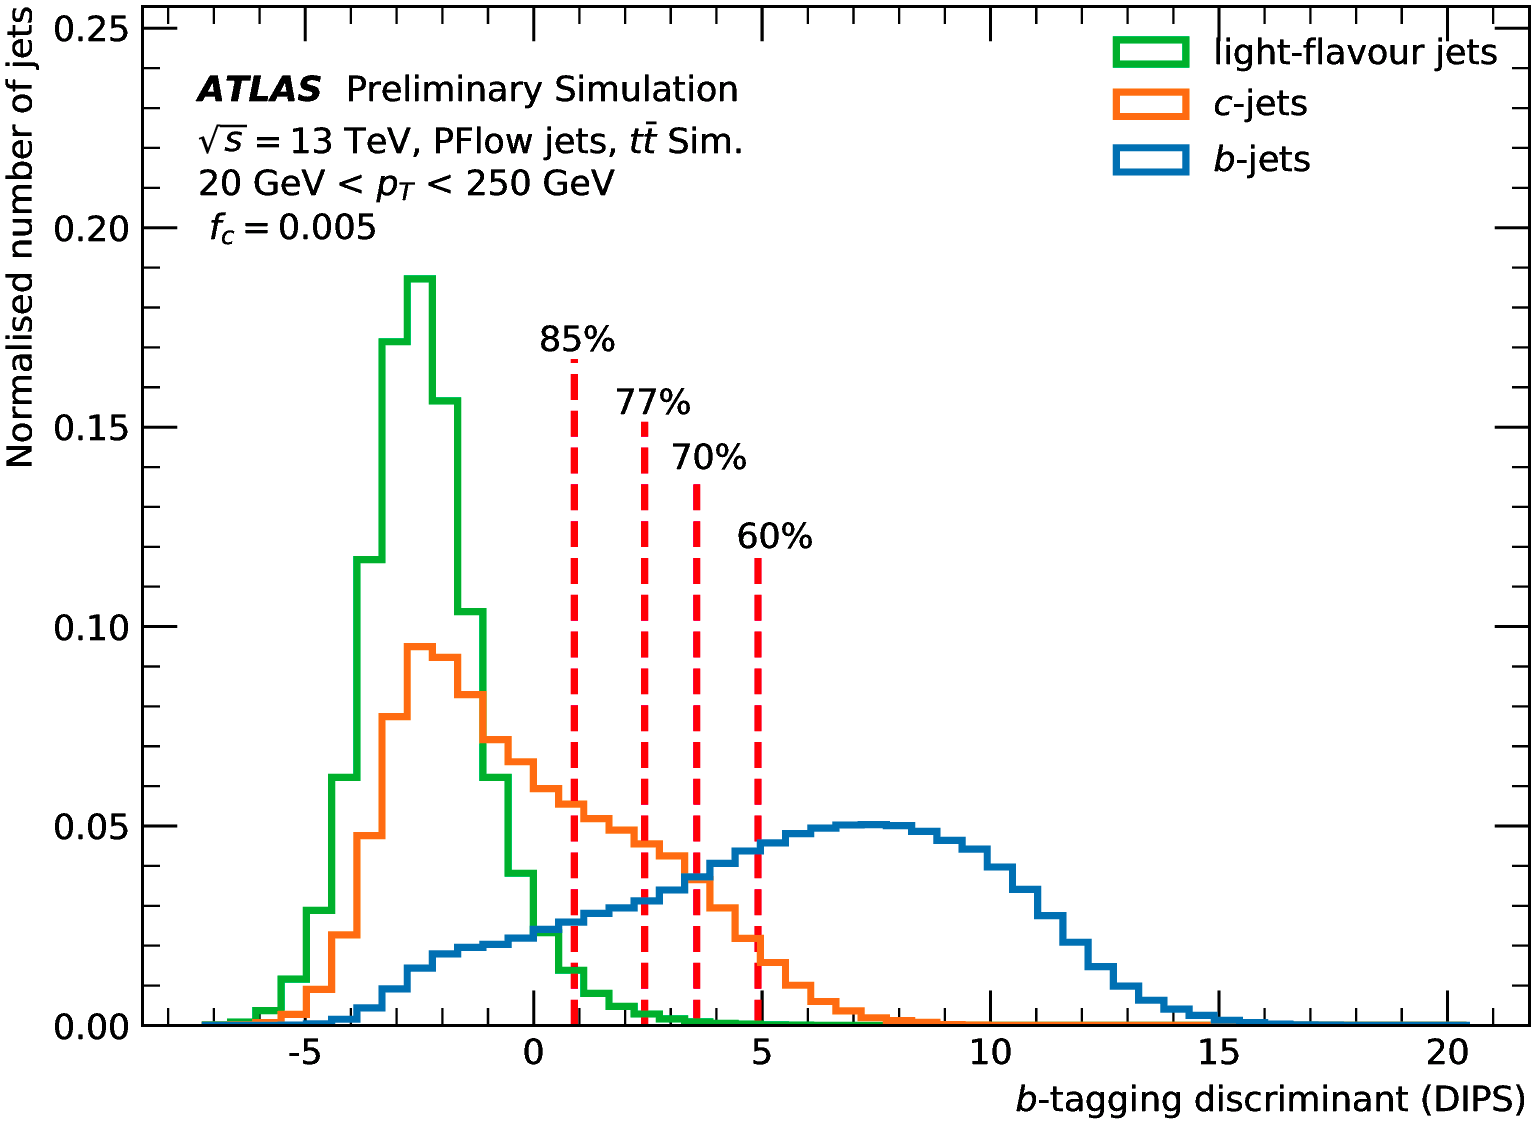 Normalised number of jets
0.25
0.20
0.15
0.10
0.05
0.00
ATLAS Preliminary Simulation
√s = 13 TeV, PFlow jets, tt̄ Sim.
20 GeV < pT < 250 GeV
fc = 0.005
light-flavour jets
c-jets
b-jets
85%
77%
70%
60%
-5 0 5 10 15 20
b-tagging discriminant (DIPS)